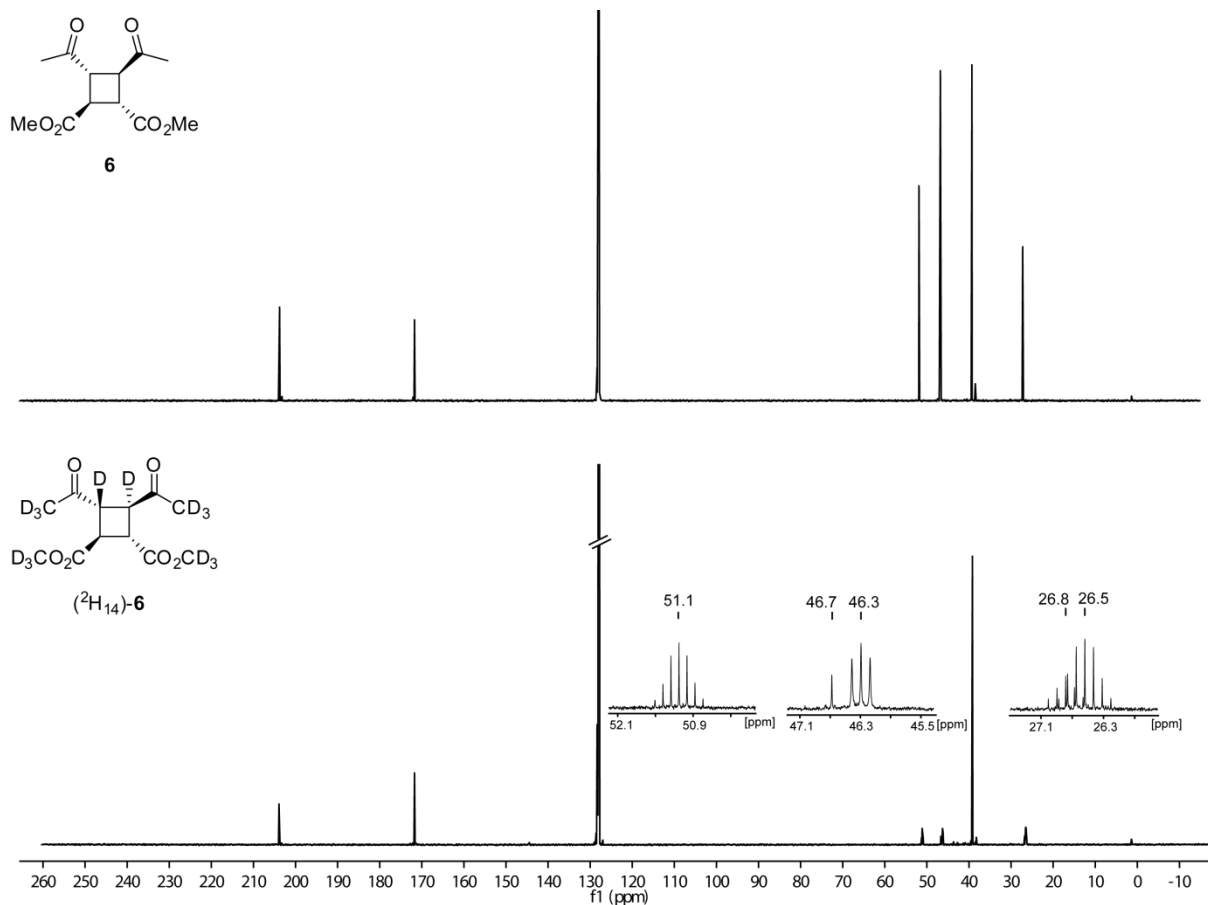 O O
MeO₂C CO₂Me
6
O D D O
D₃C CD₃
D₃CO₂C CO₂CD₃
(²H₁₄)-6
51.1
52.1 50.9 [ppm]
46.7 46.3
47.1 46.3 45.5 [ppm]
26.8 26.5
27.1 26.3 [ppm]
260 250 240 230 220 210 200 190 180 170 160 150 140 130 120 110 100 90 80 70 60 50 40 30 20 10 0 -10
f1 (ppm)